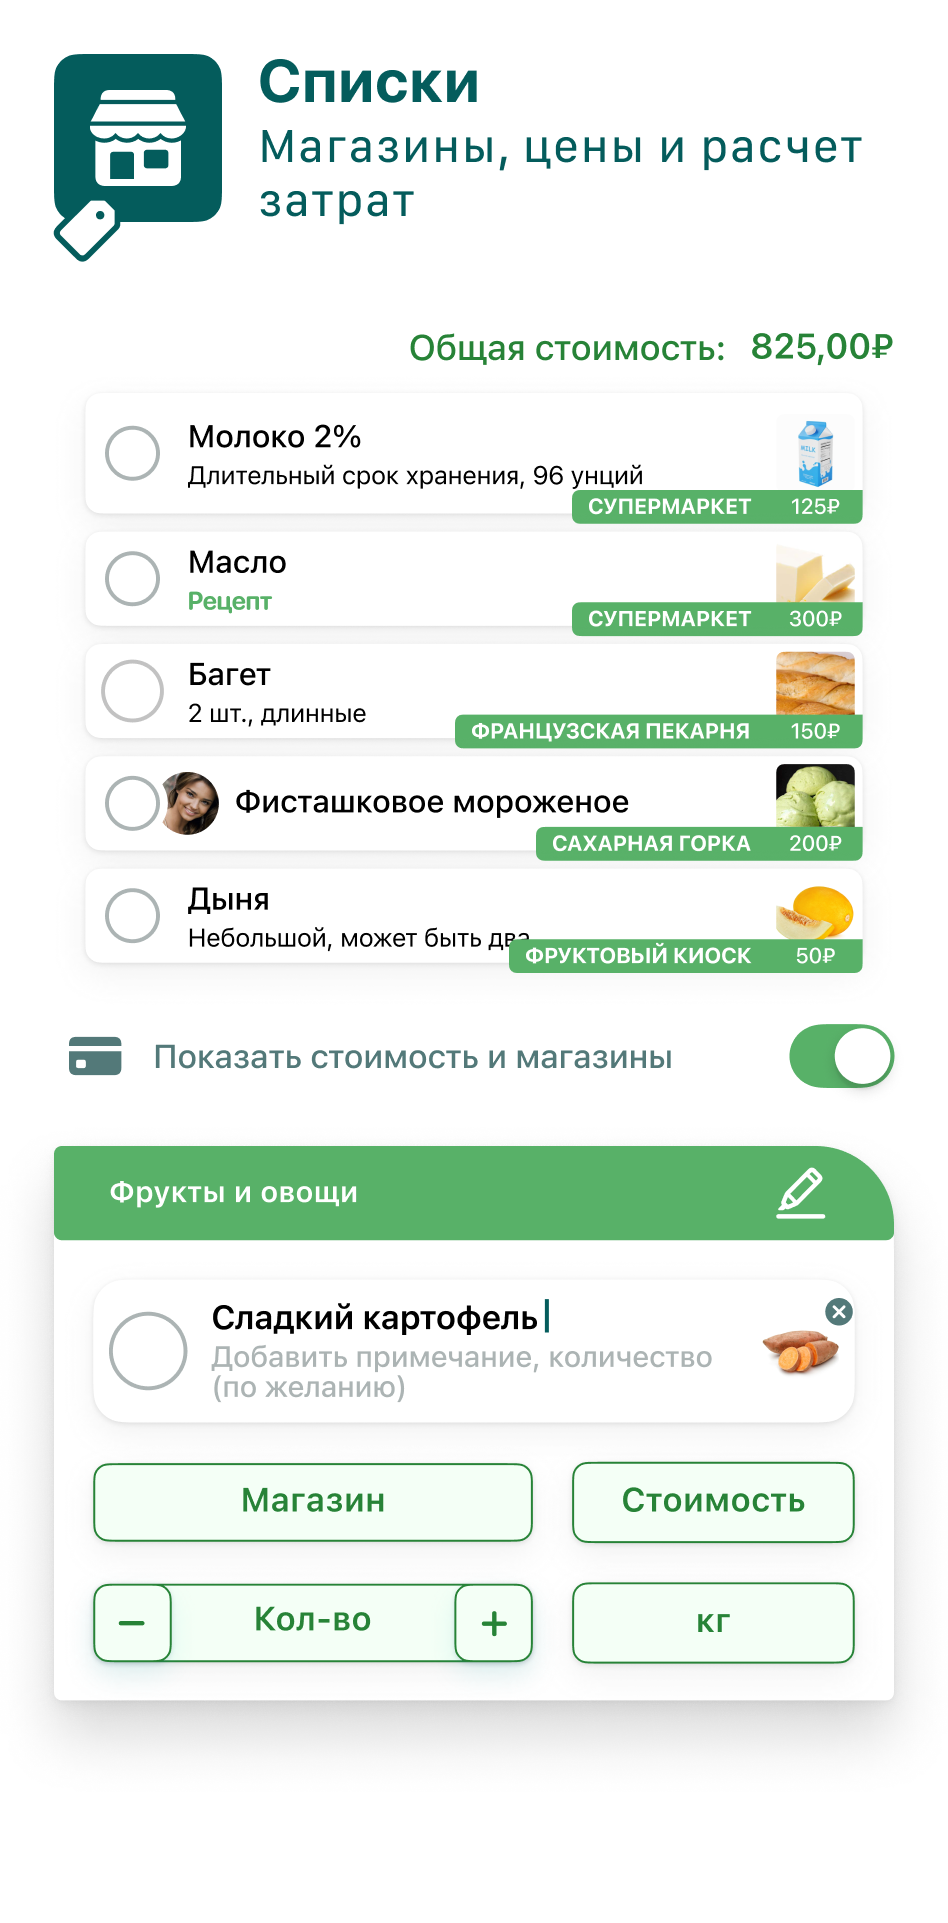 Списки
Магазины, цены и расчет
затрат
Общая стоимость: 825,00₽
Молоко 2%
Длительный срок хранения, 96 унций
СУПЕРМАРКЕТ 125₽
MILK
Масло
Рецепт
СУПЕРМАРКЕТ 300₽
Багет
2 шт., длинные
ФРАНЦУЗСКАЯ ПЕКАРНЯ 150₽
Фисташковое мороженое
САХАРНАЯ ГОРКА 200₽
Дыня
Небольшой, может быть два
ФРУКТОВЫЙ КИОСК 50₽
Показать стоимость и магазины
Фрукты и овощи
Сладкий картофель
Добавить примечание, количество
(по желанию)
Магазин Стоимость
− Кол-во + кг